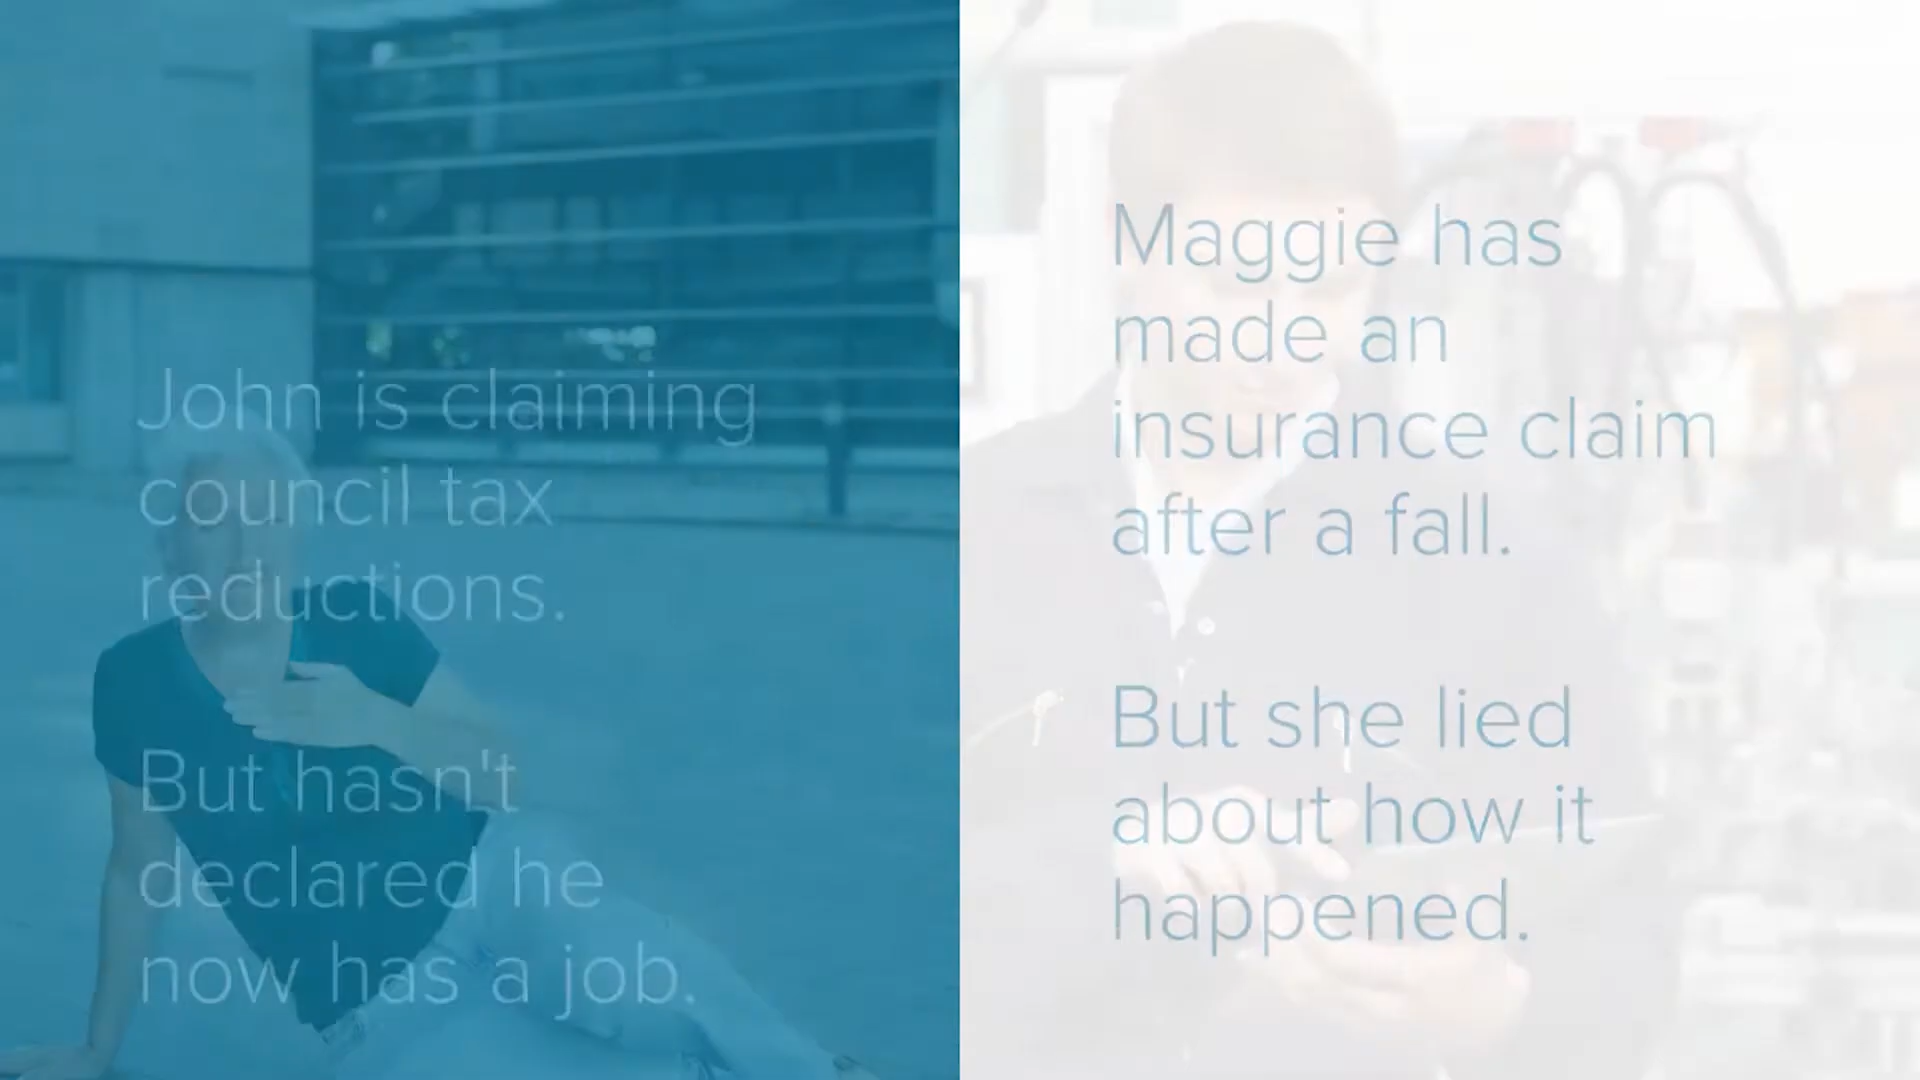 John is claiming
council tax
reductions.
But hasn't
declared he
now has a job.
Maggie has
made an
insurance claim
after a fall.
But she lied
about how it
happened.